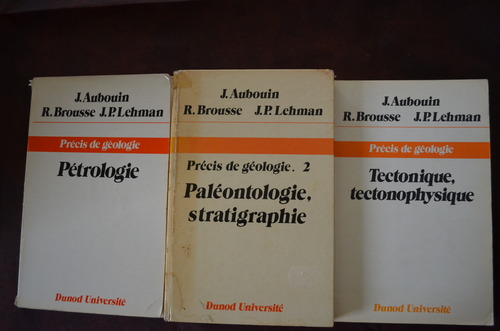 J. Aubouin
R. Brousse J.P. Lehman
Précis de géologie
Pétrologie
Dunod Université
J. Aubouin
R. Brousse J.P. Lehman
Précis de géologie. 2
Paléontologie,
stratigraphie
Dunod Université
J. Aubouin
R. Brousse J.P. Lehman
Précis de géologie
Tectonique,
tectonophysique
Dunod Université